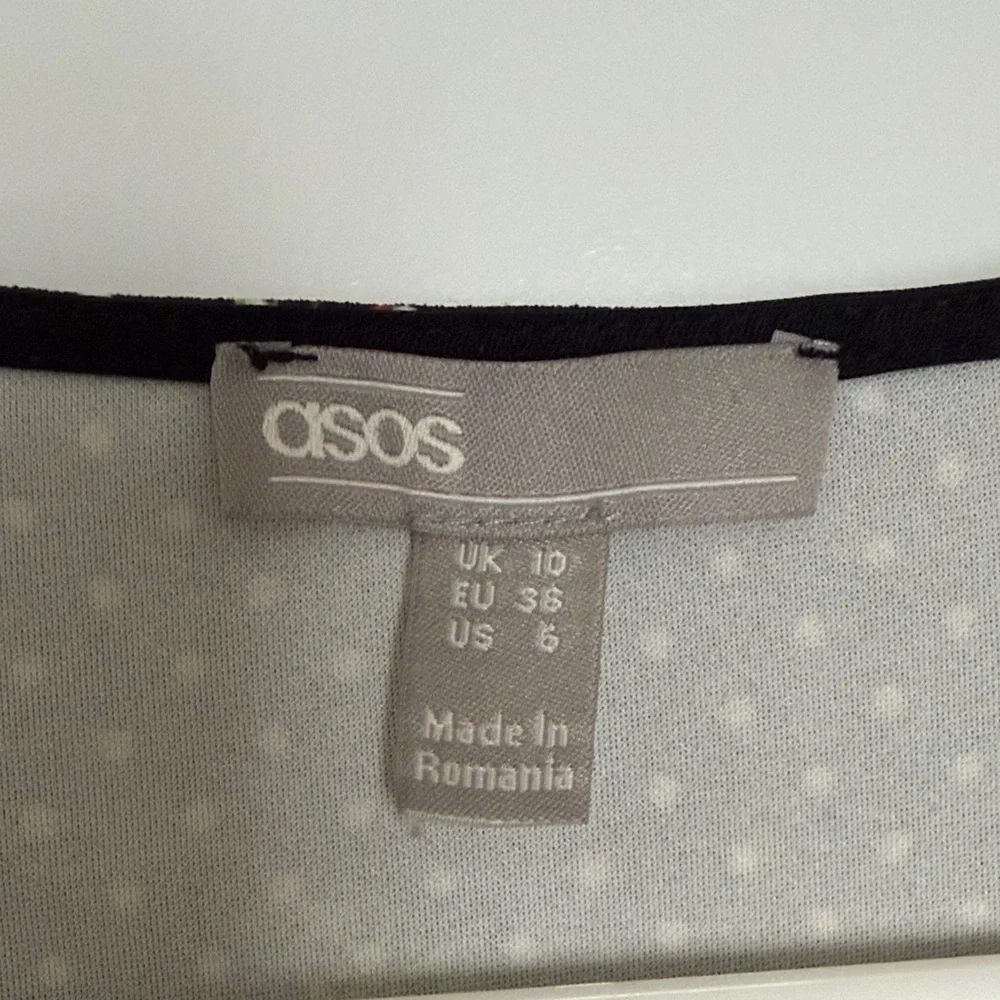 asos
UK 10
EU 38
US 6
Made In
Romania